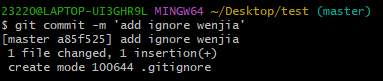 23220@LAPTOP-UI3GHR9L MINGW64 ~/Desktop/test (master)
$ git commit -m 'add ignore wenjia'
[master a85f525] add ignore wenjia
 1 file changed, 1 insertion(+)
 create mode 100644 .gitignore